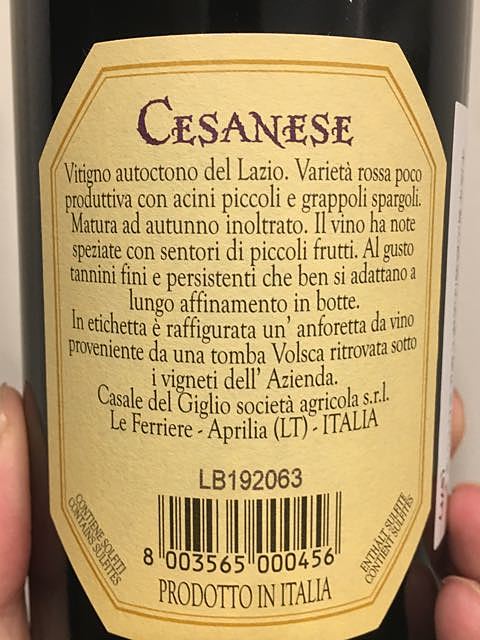 CESANESE
Vitigno autoctono del Lazio. Varietà rossa poco
produttiva con acini piccoli e grappoli spargoli.
Matura ad autunno inoltrato. Il vino ha note
speziate con sentori di piccoli frutti. Al gusto
tannini fini e persistenti che ben si adattano a
lungo affinamento in botte.
In etichetta è raffigurata un' anforetta da vino
proveniente da una tomba Volsca ritrovata sotto
i vigneti dell' Azienda.
Casale del Giglio società agricola s.r.l.
Le Ferriere - Aprilia (LT) - ITALIA
LB192063
CONTIENE SOLFITI
CONTAINS SULFITES
ENTHÄLT SULFITE
CONTIENT SULFITES
8 003565 000456
PRODOTTO IN ITALIA